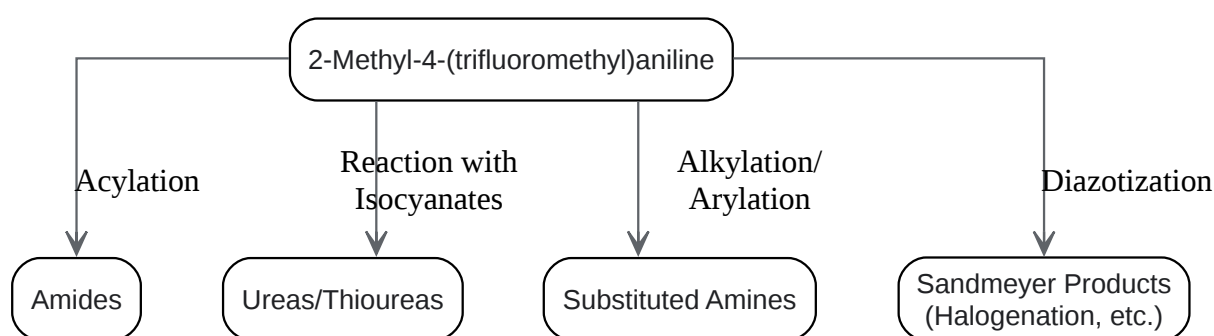 2-Methyl-4-(trifluoromethyl)aniline
Acylation
Reaction with
Isocyanates
Alkylation/
Arylation
Diazotization
Amides
Ureas/Thioureas
Substituted Amines
Sandmeyer Products
(Halogenation, etc.)